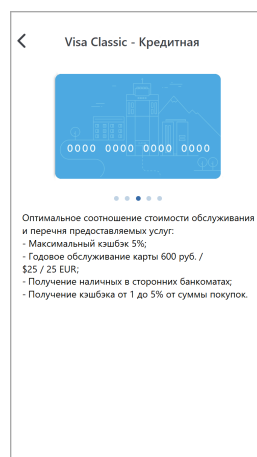 Visa Classic - Кредитная
0000 0000 0000 0000
Оптимальное соотношение стоимости обслуживания
и перечня предоставляемых услуг:
- Максимальный кэшбэк 5%;
- Годовое обслуживание карты 600 руб. /
$25 / 25 EUR;
- Получение наличных в сторонних банкоматах;
- Получение кэшбэка от 1 до 5% от суммы покупок.